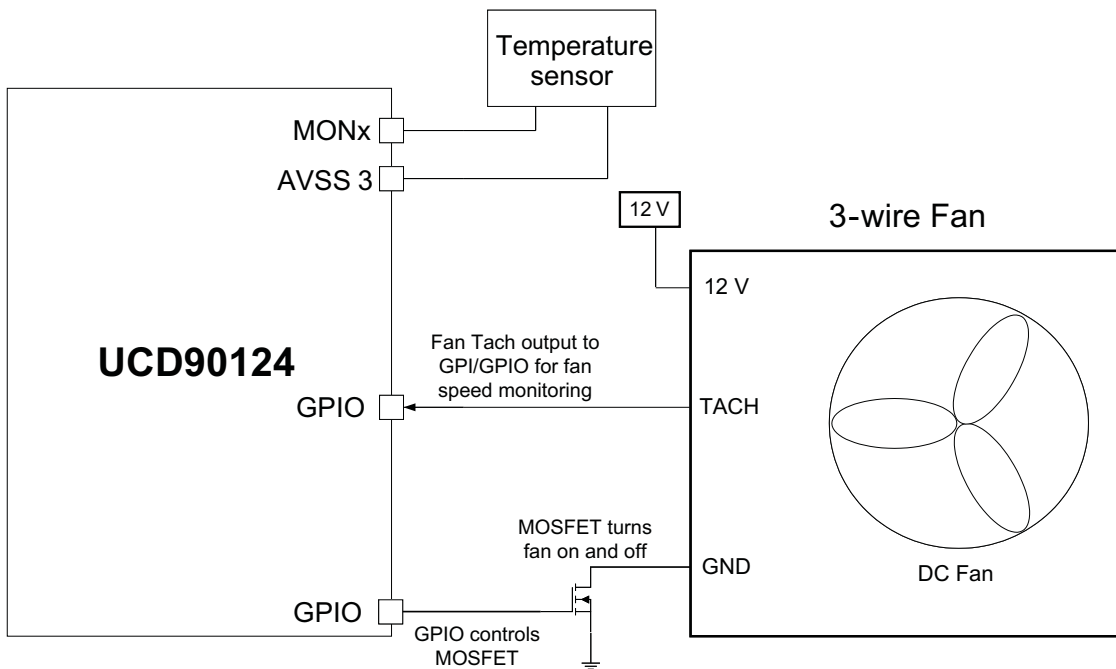 Temperature
sensor
MONx
AVSS 3
12 V
3-wire Fan
12 V
UCD90124
Fan Tach output to
GPI/GPIO for fan
speed monitoring
GPIO
TACH
MOSFET turns
fan on and off
GND
DC Fan
GPIO
GPIO controls
MOSFET